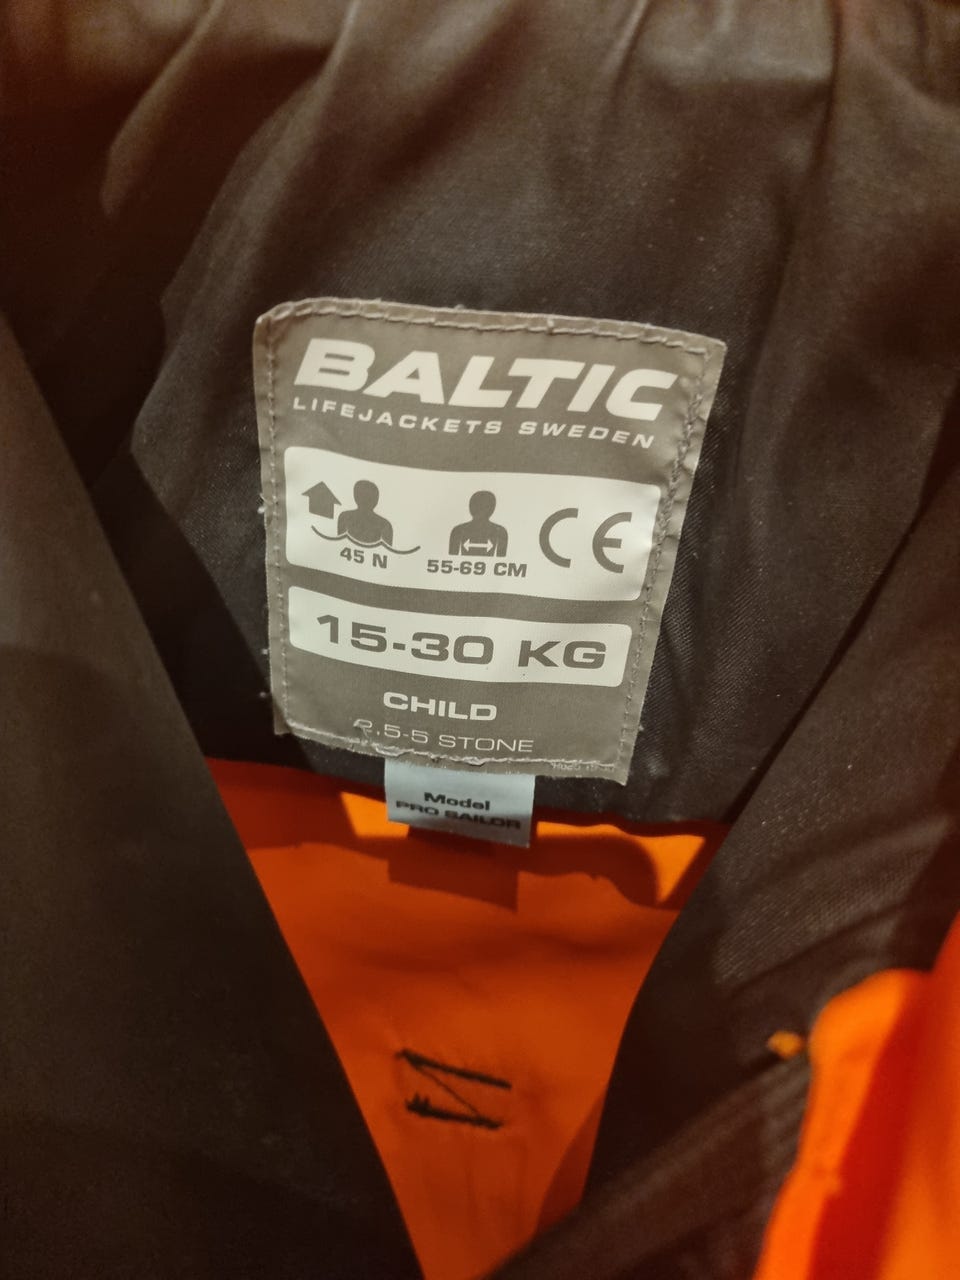 BALTIC
LIFEJACKETS SWEDEN
45 N
55-69 CM
CE
15-30 KG
CHILD
2.5-5 STONE
Model
PRO SAILOR